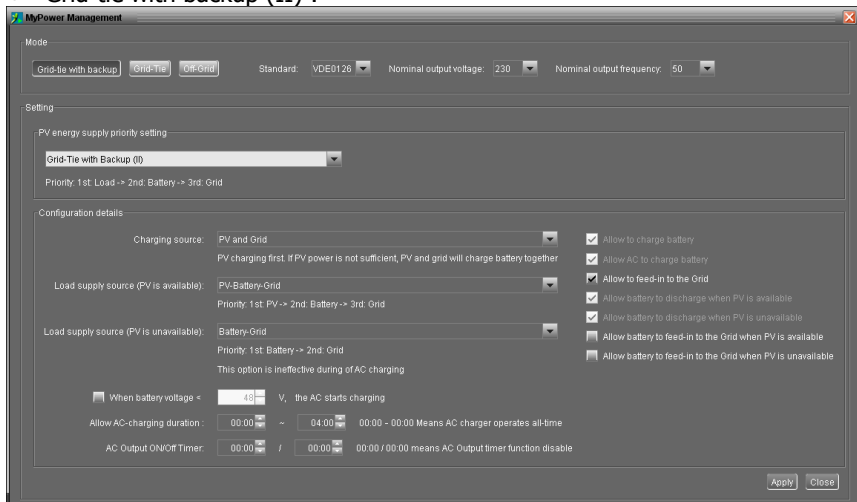 Grid-tie with backup (II) :
MyPower Management
Mode
Grid-tie with backup Grid-Tie Off-Grid Standard: VDE0126 Nominal output voltage: 230 Nominal output frequency: 50
Setting
PV energy supply priority setting
Grid-Tie with Backup (II)
Priority: 1st: Load -> 2nd: Battery -> 3rd: Grid
Configuration details
Charging source: PV and Grid
PV charging first. If PV power is not sufficient, PV and grid will charge battery together
Load supply source (PV is available): PV-Battery-Grid
Priority: 1st: PV -> 2nd: Battery -> 3rd: Grid
Load supply source (PV is unavailable): Battery-Grid
Priority: 1st: Battery -> 2nd: Grid
This option is ineffective during of AC charging
When battery voltage < 48 V, the AC starts charging
Allow AC-charging duration : 00:00 ~ 04:00 00:00 - 00:00 Means AC charger operates all-time
AC Output ON/Off Timer: 00:00 / 00:00 00:00 / 00:00 means AC Output timer function disable
Allow to charge battery
Allow AC to charge battery
Allow to feed-in to the Grid
Allow battery to discharge when PV is available
Allow battery to discharge when PV is unavailable
Allow battery to feed-in to the Grid when PV is available
Allow battery to feed-in to the Grid when PV is unavailable
Apply Close